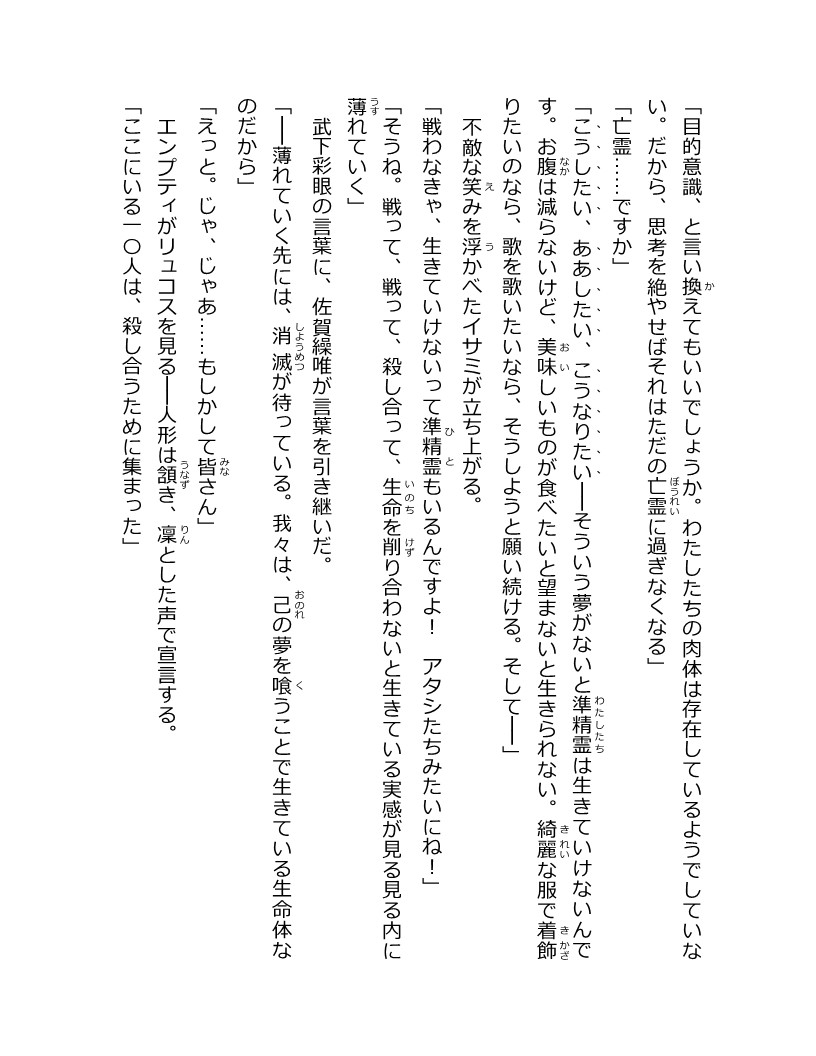 「目的意識、と言い換えてもいいでしょうか。わたしたちの肉体は存在しているようでしていな
い。だから、思考を絶やせばそれはただの亡霊に過ぎなくなる」
「亡霊……ですか」
「こうしたい、ああしたい、こうなりたい──そういう夢がないと準精霊は生きていけないんで
す。お腹は減らないけど、美味しいものが食べたいと望まないと生きられない。綺麗な服で着飾
りたいのなら、歌を歌いたいなら、そうしようと願い続ける。そして──」
　不敵な笑みを浮かべたイサミが立ち上がる。
「戦わなきゃ、生きていけないって準精霊もいるんですよ！　アタシたちみたいにね！」
「そうね。戦って、戦って、殺し合って、生命を削り合わないと生きている実感が見る見る内に
薄れていく」
　武下彩眼の言葉に、佐賀繰唯が言葉を引き継いだ。
「──薄れていく先には、消滅が待っている。我々は、己の夢を喰うことで生きている生命体な
のだから」
「えっと。じゃ、じゃあ……もしかして皆さん」
　エンプティがリュコスを見る──人形は頷き、凛とした声で宣言する。
「ここにいる一〇人は、殺し合うために集まった」